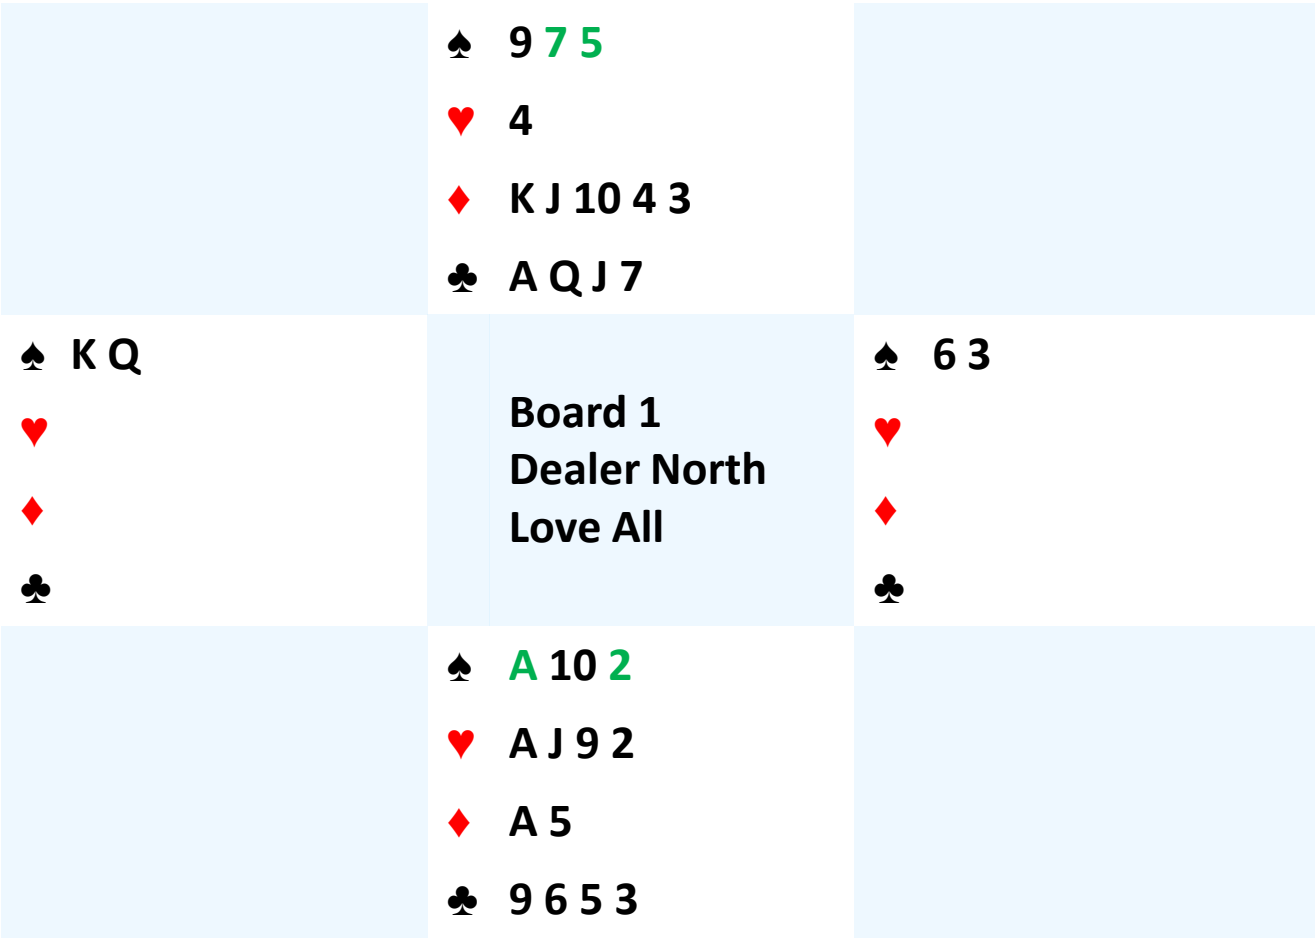 ♠ 9 7 5
♥ 4
♦ K J 10 4 3
♣ A Q J 7
♠ K Q
♥
♦
♣
Board 1
Dealer North
Love All
♠ 6 3
♥
♦
♣
♠ A 10 2
♥ A J 9 2
♦ A 5
♣ 9 6 5 3